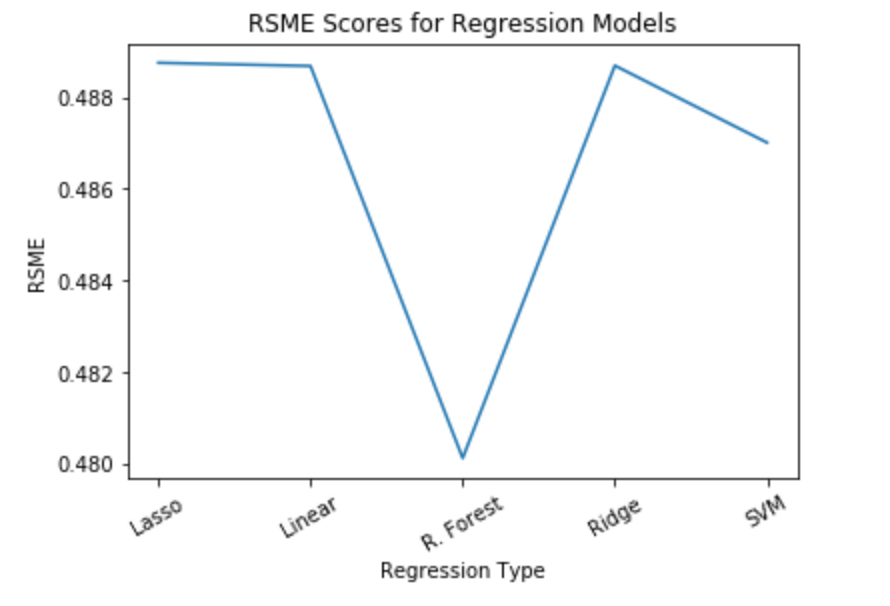 RSME Scores for Regression Models
RSME
0.488
0.486
0.484
0.482
0.480
Lasso
Linear
R. Forest
Ridge
SVM
Regression Type